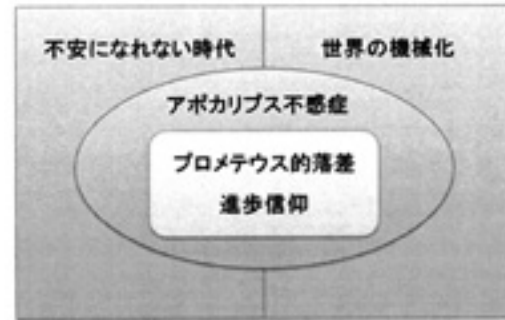 不安になれない時代
世界の機械化
アポカリプス不感症
プロメテウス的落差
進歩信仰